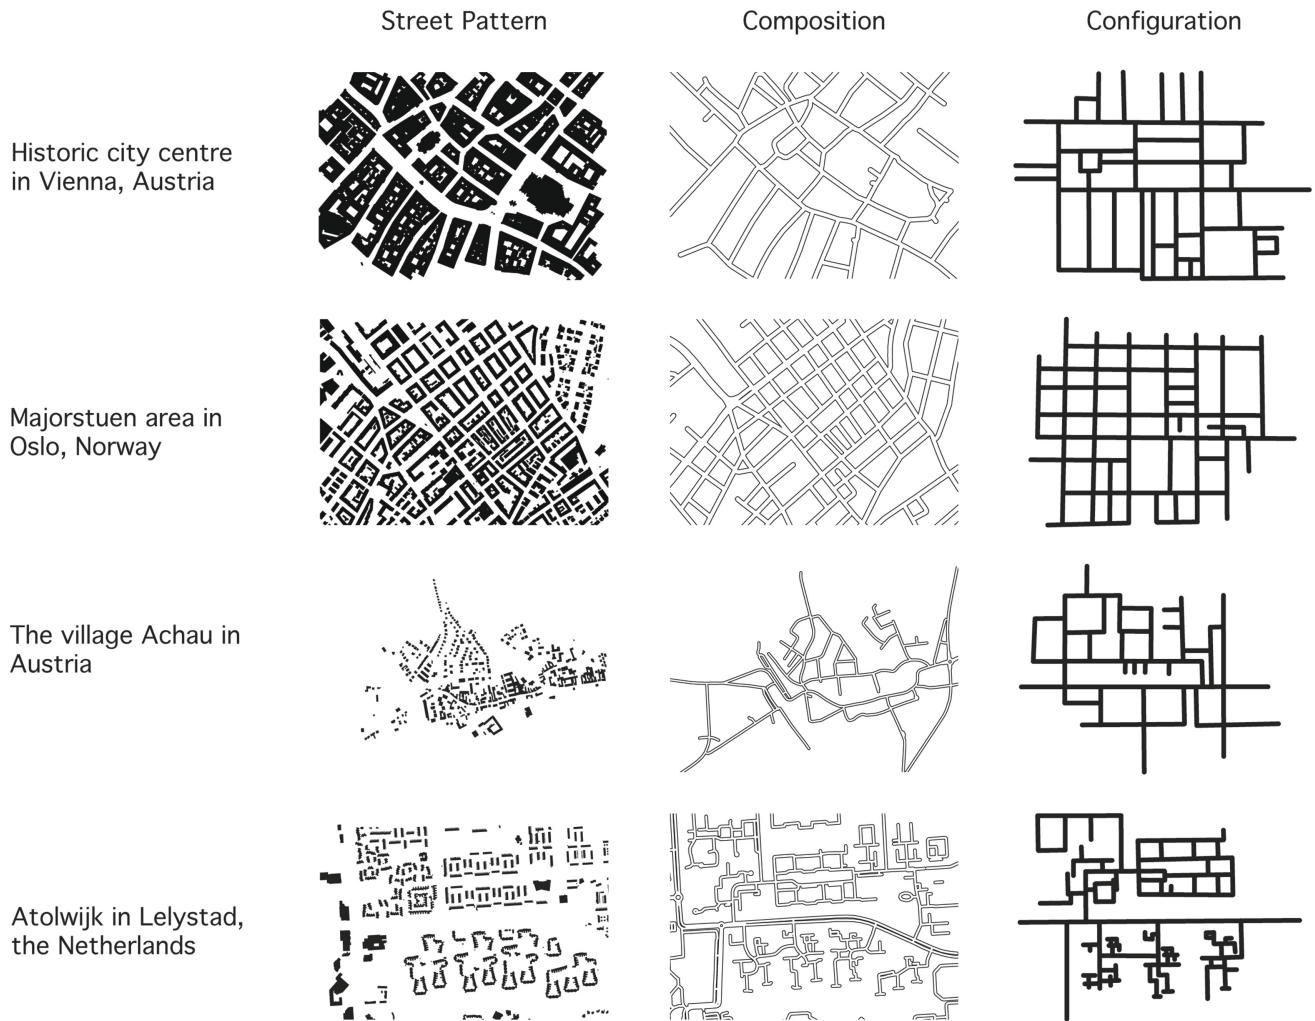 Street Pattern
Composition
Configuration
Historic city centre
in Vienna, Austria
Majorstuen area in
Oslo, Norway
The village Achau in
Austria
Atolwijk in Lelystad,
the Netherlands